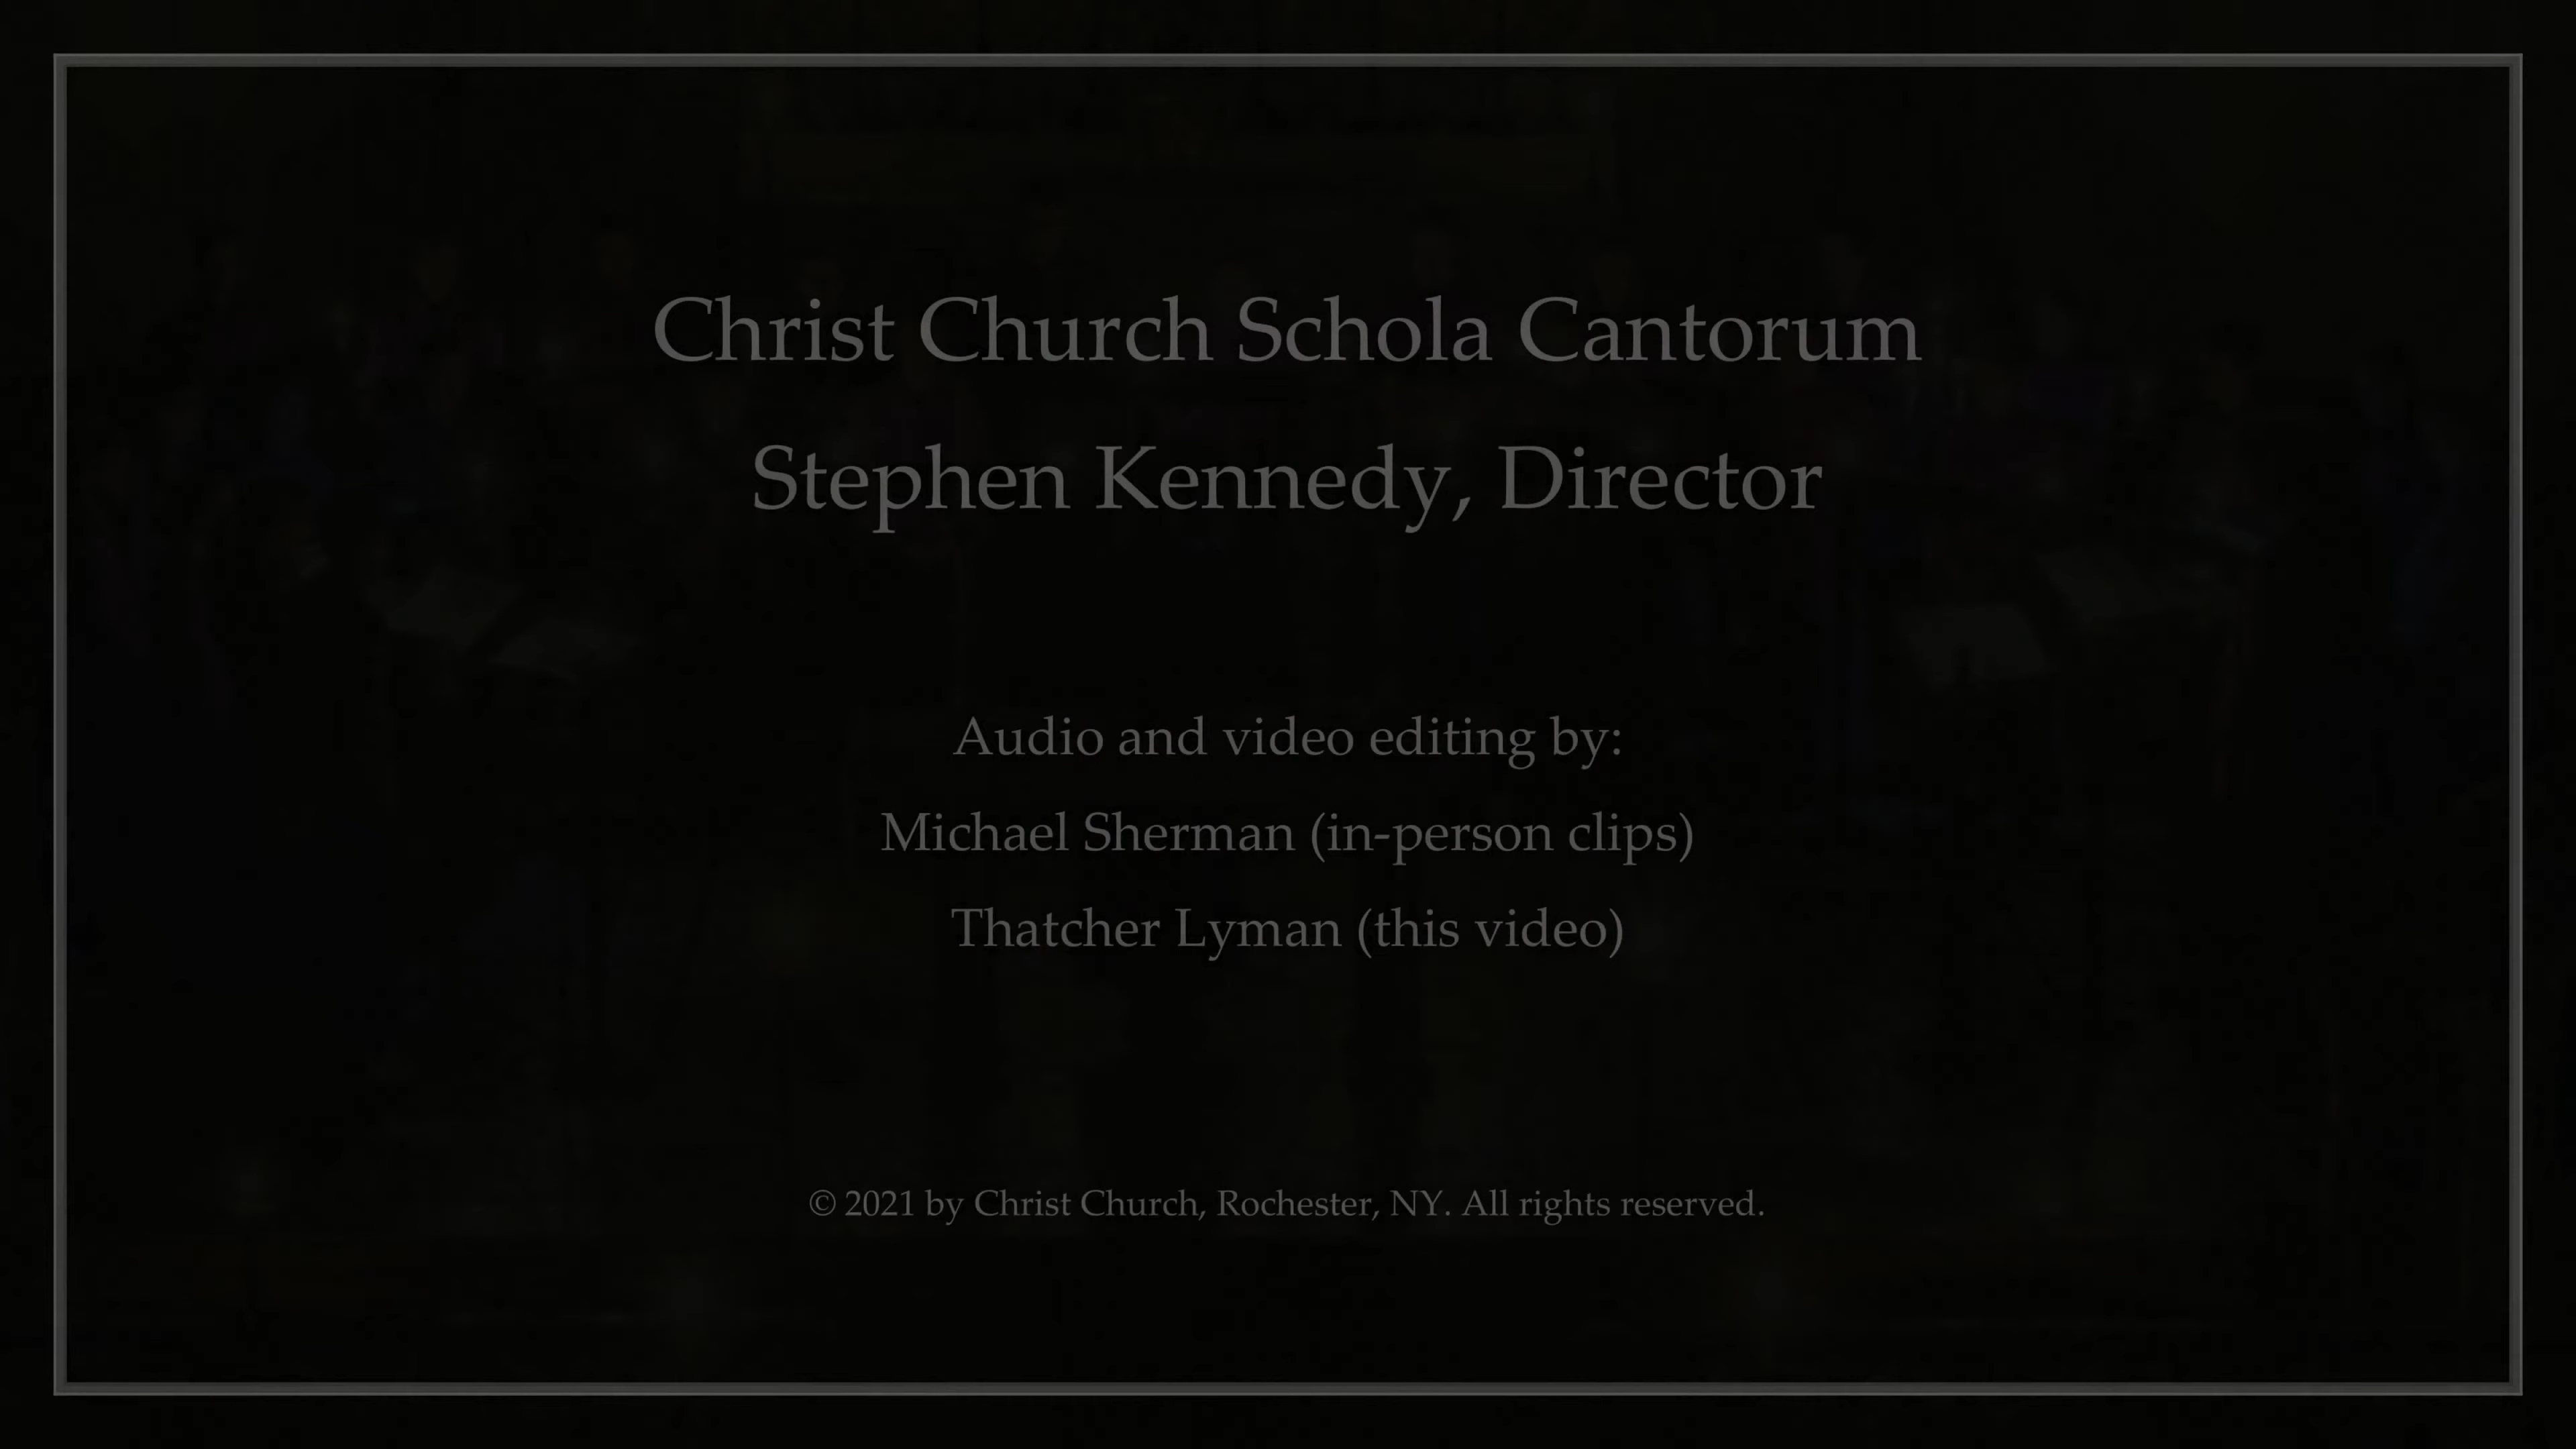 Christ Church Schola Cantorum
Stephen Kennedy, Director
Audio and video editing by:
Michael Sherman (in-person clips)
Thatcher Lyman (this video)
© 2021 by Christ Church, Rochester, NY. All rights reserved.